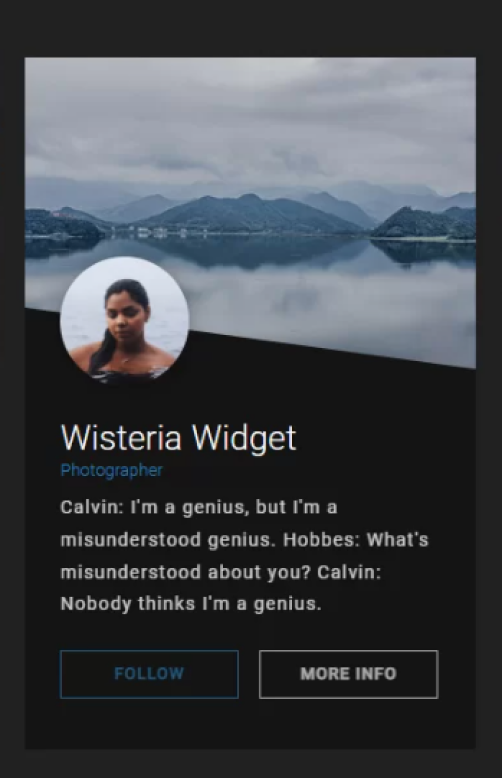 Wisteria Widget
Photographer
Calvin: I'm a genius, but I'm a
misunderstood genius. Hobbes: What's
misunderstood about you? Calvin:
Nobody thinks I'm a genius.
FOLLOW
MORE INFO